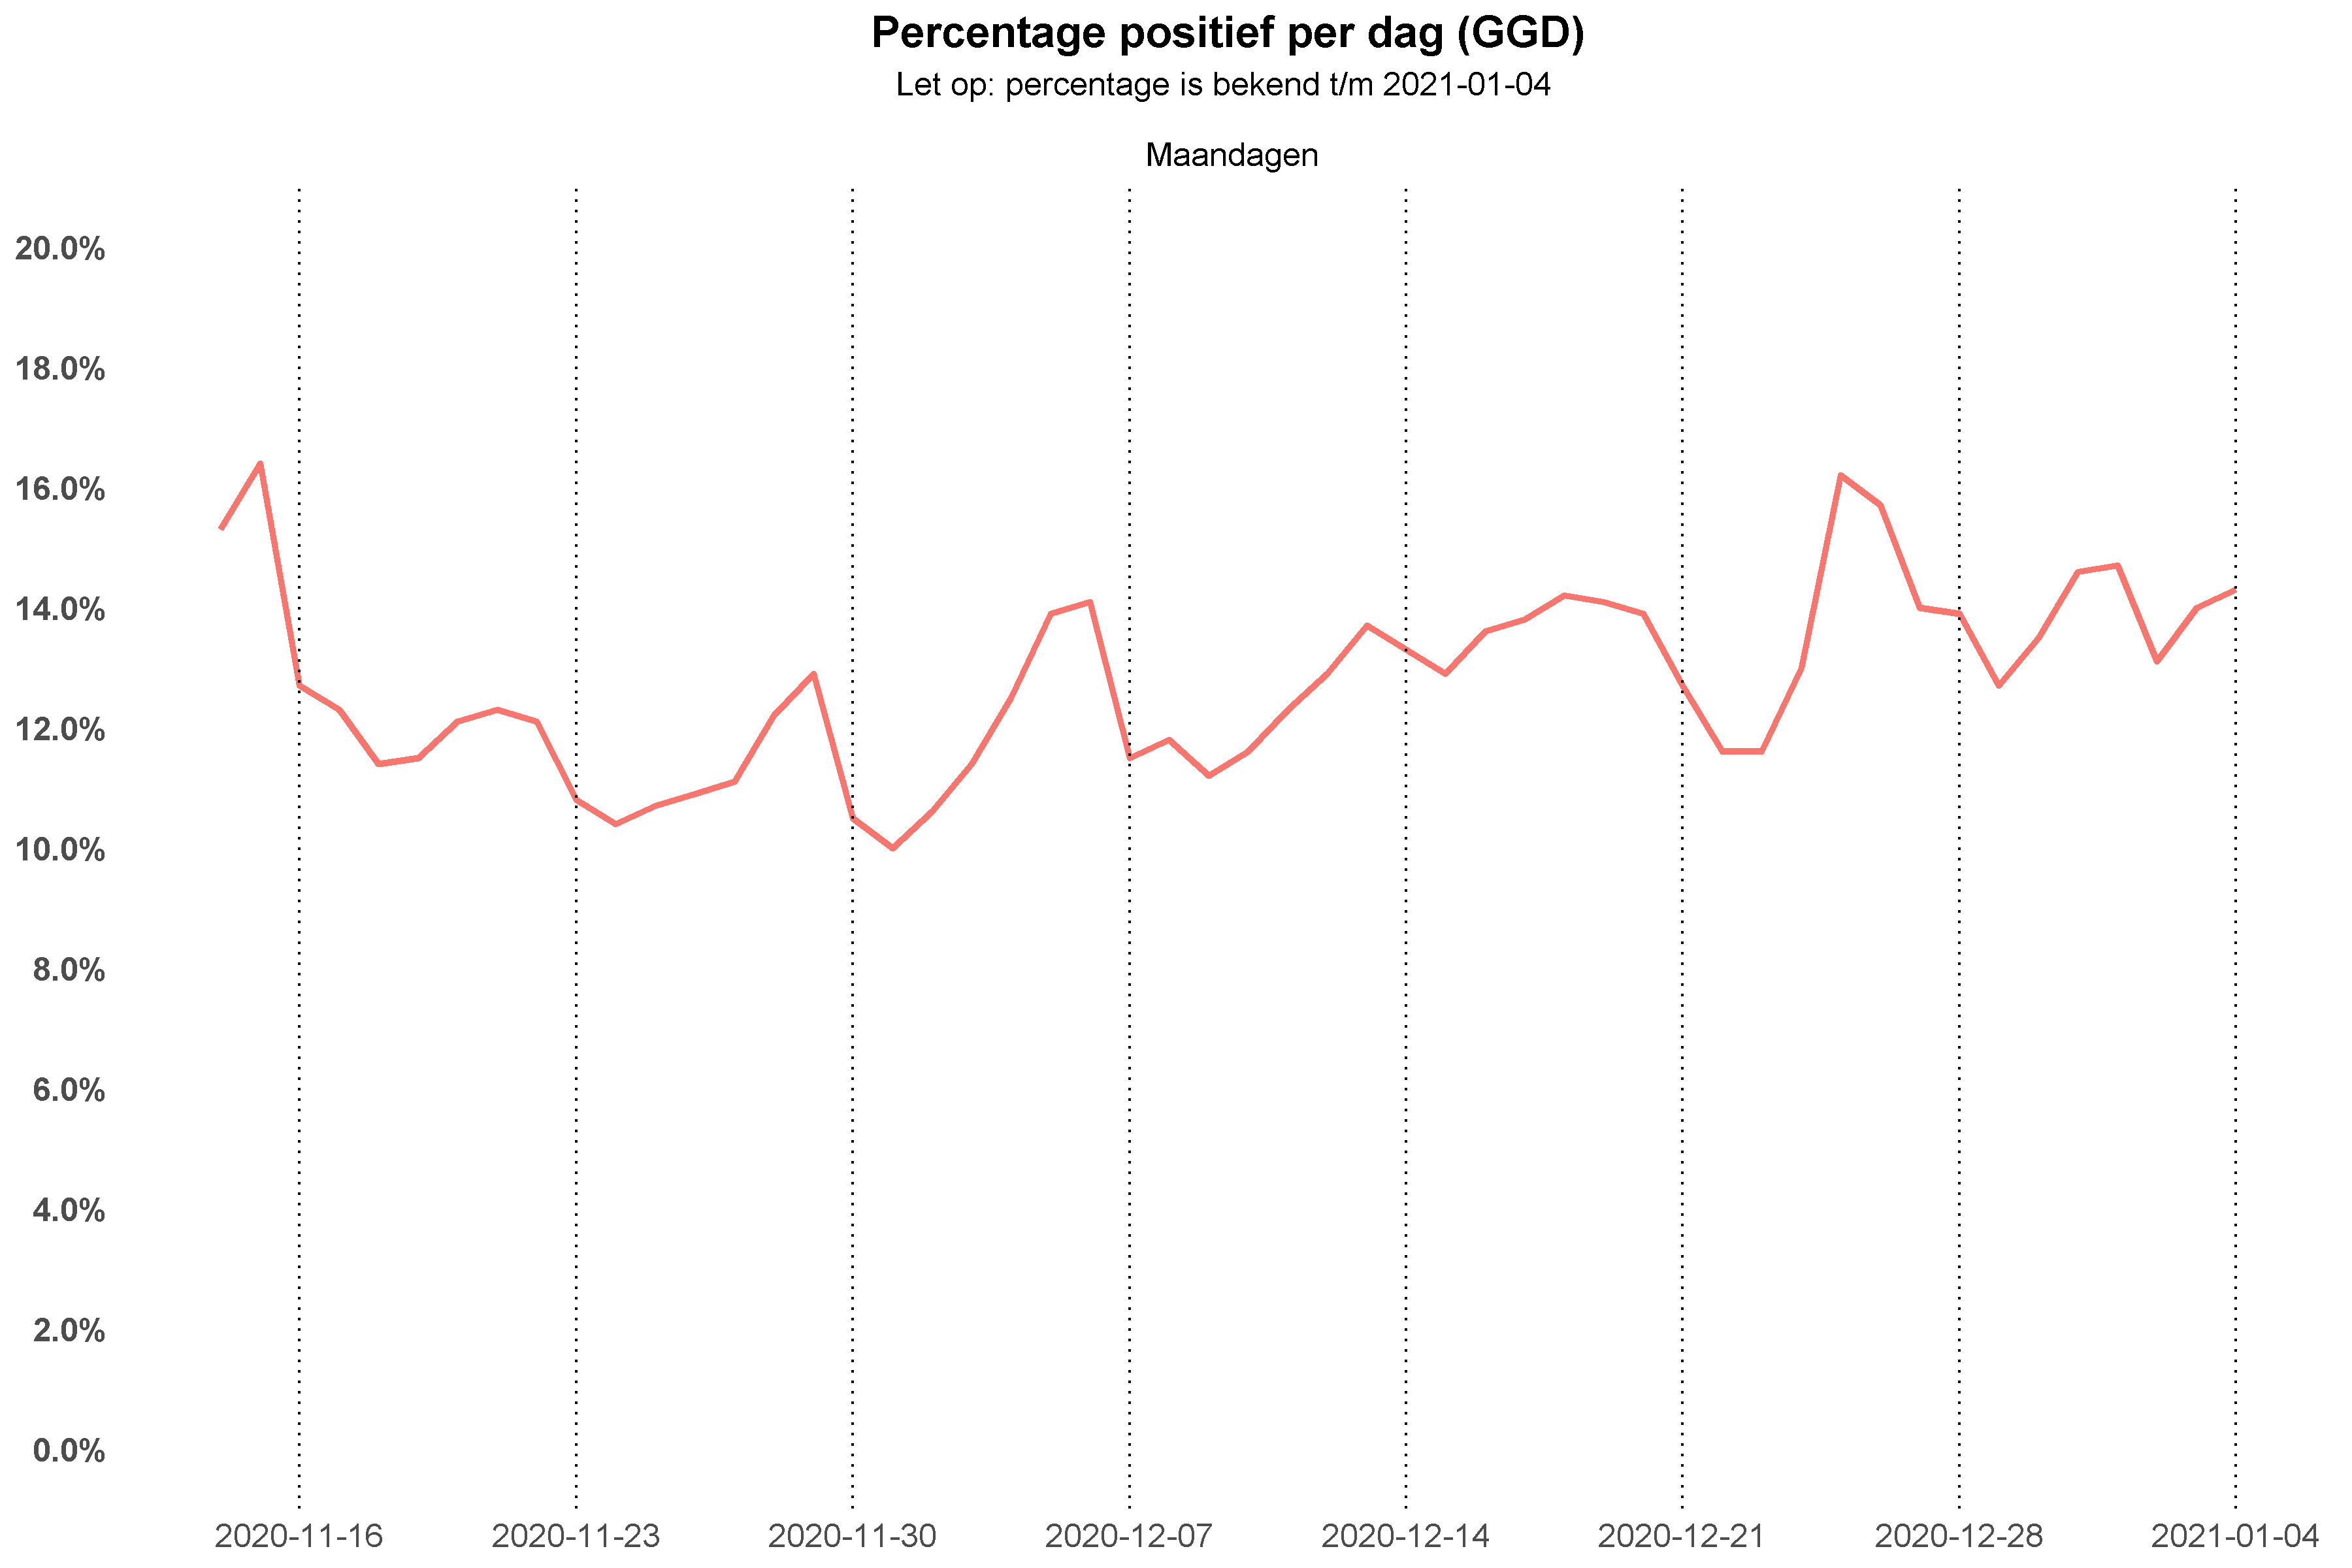 Percentage positief per dag (GGD)
Let op: percentage is bekend t/m 2021-01-04
Maandagen
20.0%
18.0%
16.0%
14.0%
12.0%
10.0%
8.0%
6.0%
4.0%
2.0%
0.0%
2020-11-16 2020-11-23 2020-11-30 2020-12-07 2020-12-14 2020-12-21 2020-12-28 2021-01-04